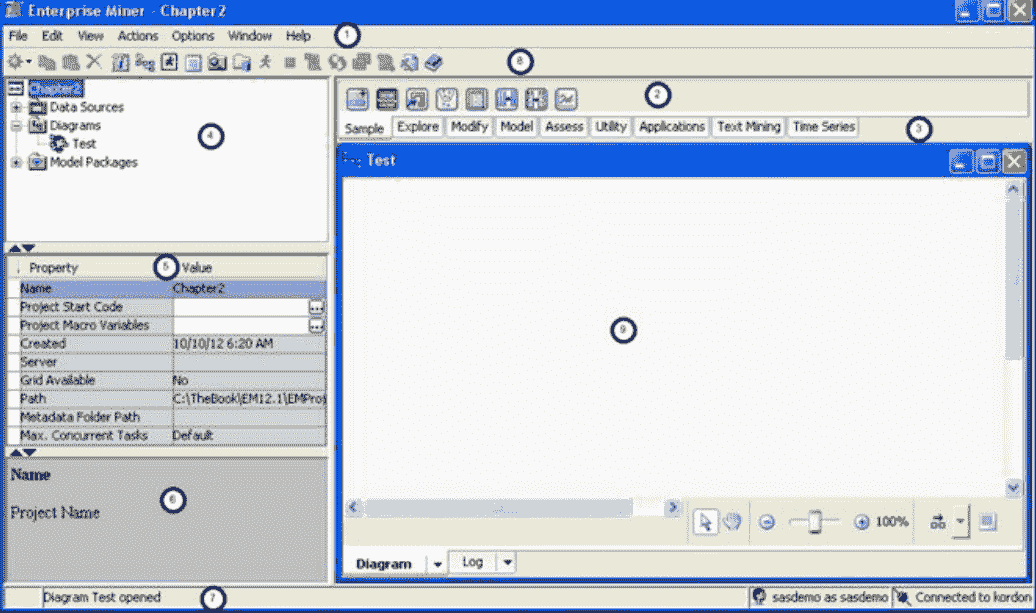 Enterprise Miner - Chapter2
File Edit View Actions Options Window Help 1
8
Chapter2
Data Sources
Diagrams
Test
Model Packages
4
2
Sample Explore Modify Model Assess Utility Applications Text Mining Time Series 3
Test
Property 5 Value
Name Chapter2
Project Start Code ...
Project Macro Variables ...
Created 10/10/12 6:20 AM
Server
Grid Available No
Path C:\TheBook\EM12.1\EMProj
Metadata Folder Path
Max. Concurrent Tasks Default
Name
Project Name
6
9
100%
Diagram Log
Diagram Test opened 7 sasdemo as sasdemo Connected to kordon